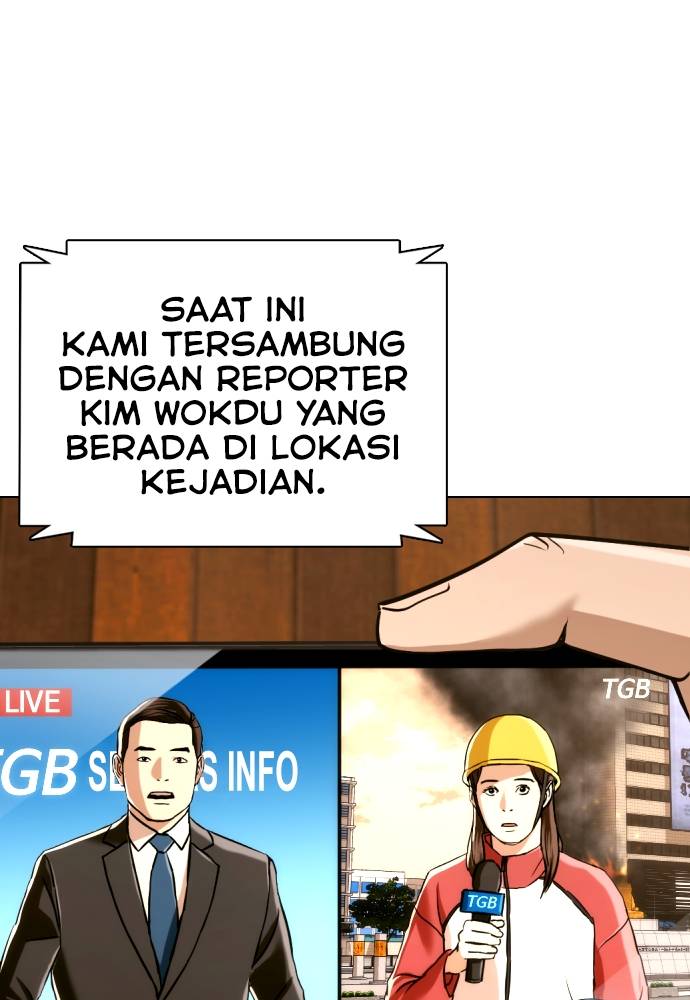 SAAT INI
KAMI TERSAMBUNG
DENGAN REPORTER
KIM WOKDU YANG
BERADA DI LOKASI
KEJADIAN.
LIVE
TGB
TGB INFO
TGB